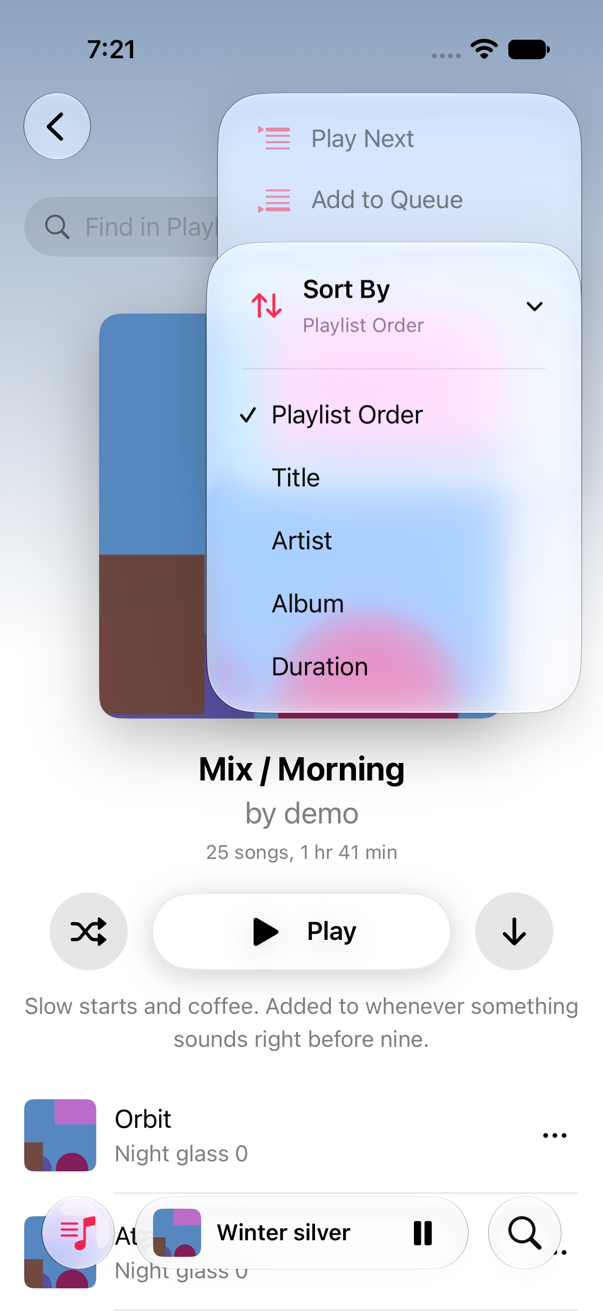 7:21
Play Next
Add to Queue
Find in Playl
Sort By
Playlist Order
Playlist Order
Title
Artist
Album
Duration
Mix / Morning
by demo
25 songs, 1 hr 41 min
Play
Slow starts and coffee. Added to whenever something
sounds right before nine.
Orbit
Night glass 0
At
Winter silver
Night glass 0